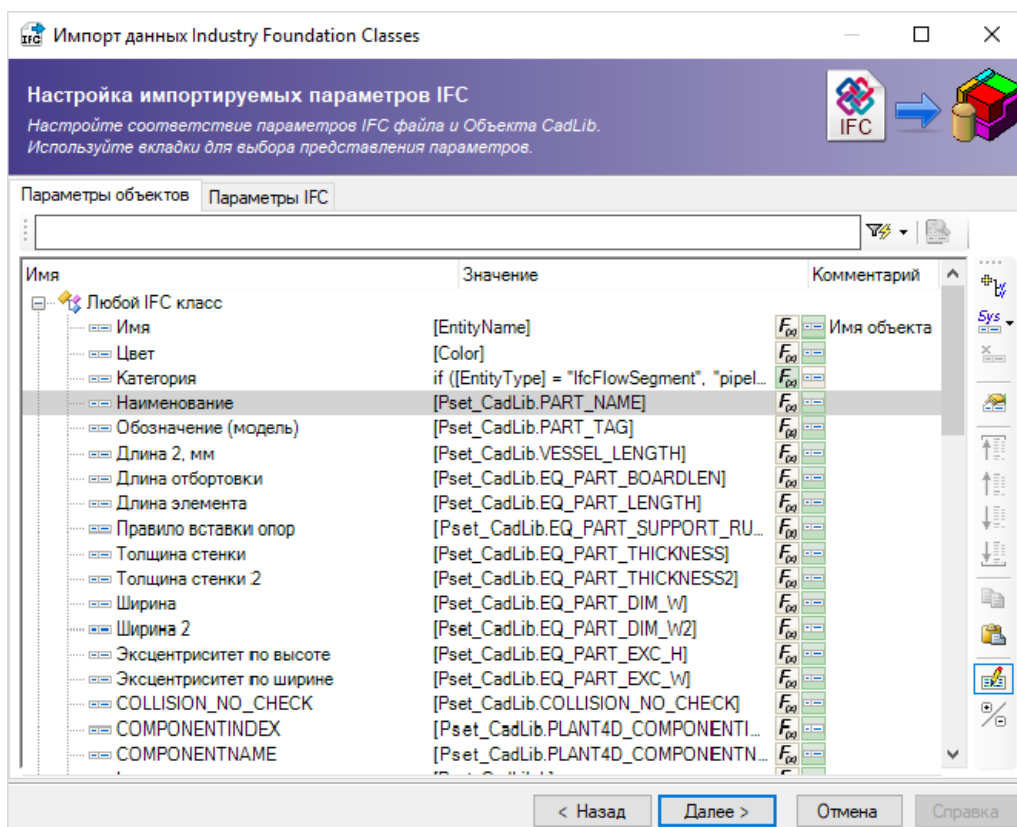 Импорт данных Industry Foundation Classes
Настройка импортируемых параметров IFC
Настройте соответствие параметров IFC файла и Объекта CadLib.
Используйте вкладки для выбора представления параметров.
IFC
Параметры объектов Параметры IFC
Имя Значение Комментарий
Любой IFC класс
Имя [EntityName] F(x) Имя объекта
Цвет [Color] F(x)
Категория if ([EntityType] = "IfcFlowSegment", "pipel... F(x)
Наименование [Pset_CadLib.PART_NAME] F(x)
Обозначение (модель) [Pset_CadLib.PART_TAG] F(x)
Длина 2, мм [Pset_CadLib.VESSEL_LENGTH] F(x)
Длина отбортовки [Pset_CadLib.EQ_PART_BOARDLEN] F(x)
Длина элемента [Pset_CadLib.EQ_PART_LENGTH] F(x)
Правило вставки опор [Pset_CadLib.EQ_PART_SUPPORT_RU... F(x)
Толщина стенки [Pset_CadLib.EQ_PART_THICKNESS] F(x)
Толщина стенки 2 [Pset_CadLib.EQ_PART_THICKNESS2] F(x)
Ширина [Pset_CadLib.EQ_PART_DIM_W] F(x)
Ширина 2 [Pset_CadLib.EQ_PART_DIM_W2] F(x)
Эксцентриситет по высоте [Pset_CadLib.EQ_PART_EXC_H] F(x)
Эксцентриситет по ширине [Pset_CadLib.EQ_PART_EXC_W] F(x)
COLLISION_NO_CHECK [Pset_CadLib.COLLISION_NO_CHECK] F(x)
COMPONENTINDEX [Pset_CadLib.PLANT4D_COMPONENTI... F(x)
COMPONENTNAME [Pset_CadLib.PLANT4D_COMPONENTN... F(x)
Sys
< Назад Далее > Отмена Справка